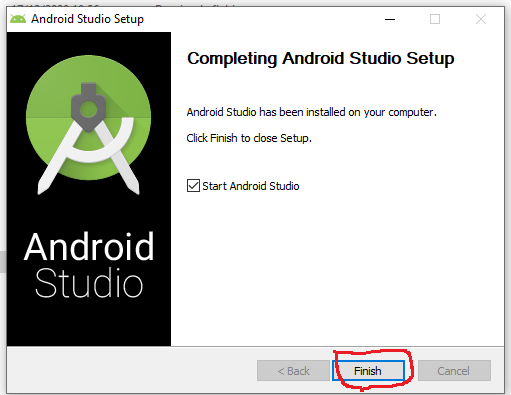 Android Studio Setup
Completing Android Studio Setup
Android Studio has been installed on your computer.
Click Finish to close Setup.
Start Android Studio
Android
Studio
< Back
Finish
Cancel